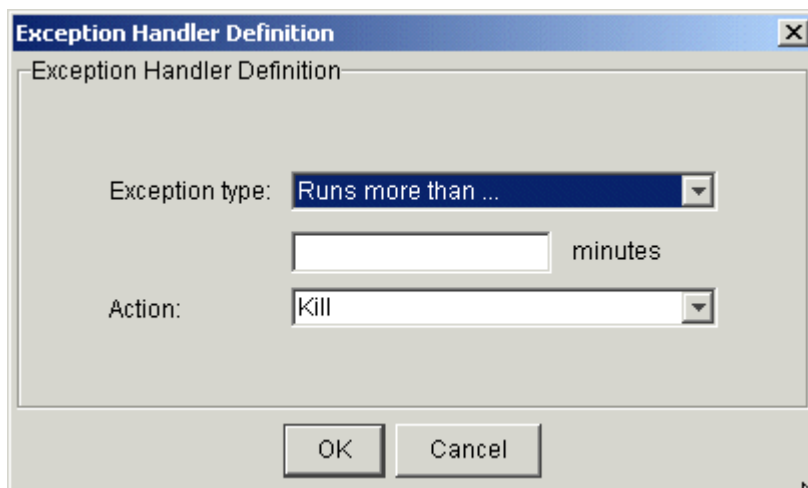 Exception Handler Definition
Exception Handler Definition
Exception type: Runs more than ...
minutes
Action: Kill
OK Cancel